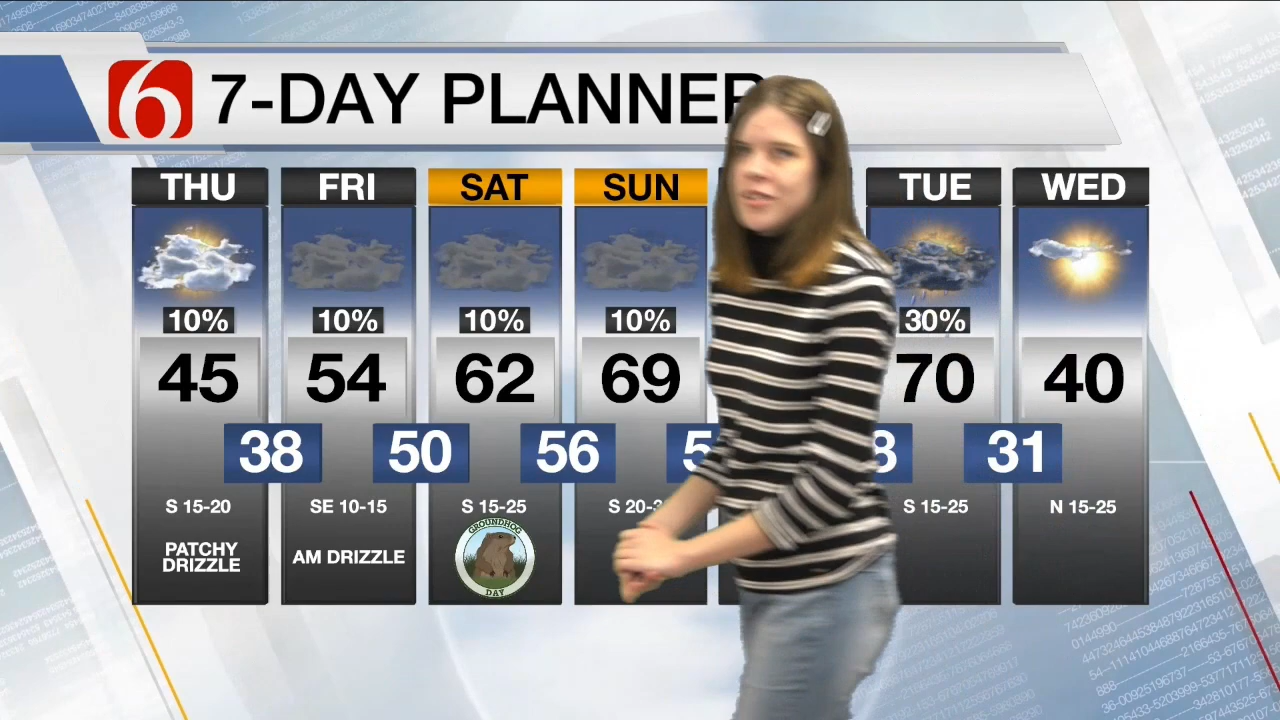 6 7-DAY PLANNER
THU FRI SAT SUN TUE WED
10% 10% 10% 10% 30%
45 54 62 69 70 40
38 50 56 31
S 15-20 SE 10-15 S 15-25 S 20- S 15-25 N 15-25
PATCHY
DRIZZLE
AM DRIZZLE
GROUNDHOG
DAY